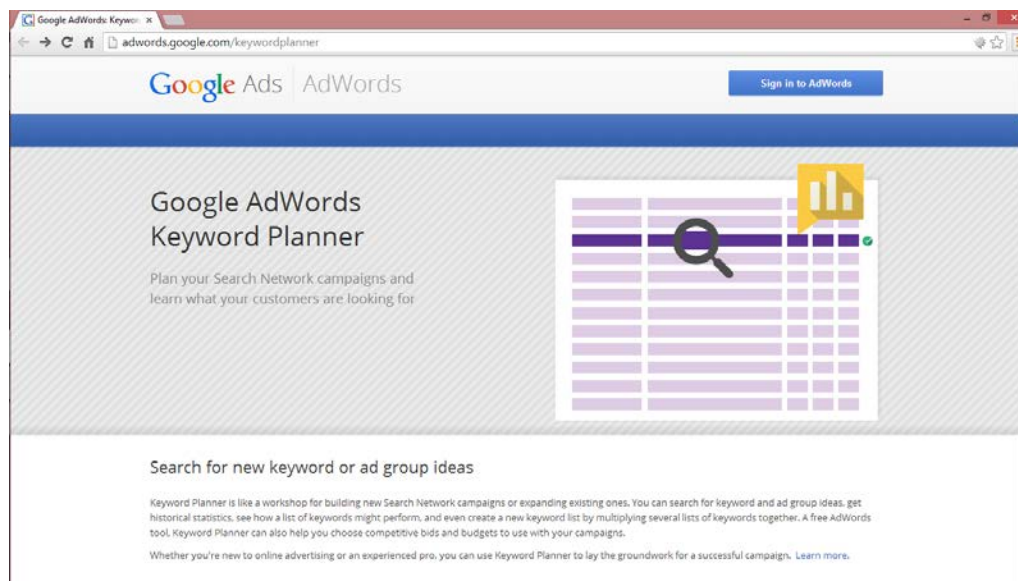 Google AdWords: Keywor
adwords.google.com/keywordplanner
Google Ads AdWords
Sign in to AdWords
Google AdWords
Keyword Planner
Plan your Search Network campaigns and
learn what your customers are looking for
Search for new keyword or ad group ideas
Keyword Planner is like a workshop for building new Search Network campaigns or expanding existing ones. You can search for keyword and ad group ideas, get
historical statistics, see how a list of keywords might perform, and even create a new keyword list by multiplying several lists of keywords together. A free AdWords
tool, Keyword Planner can also help you choose competitive bids and budgets to use with your campaigns.
Whether you're new to online advertising or an experienced pro, you can use Keyword Planner to lay the groundwork for a successful campaign. Learn more.